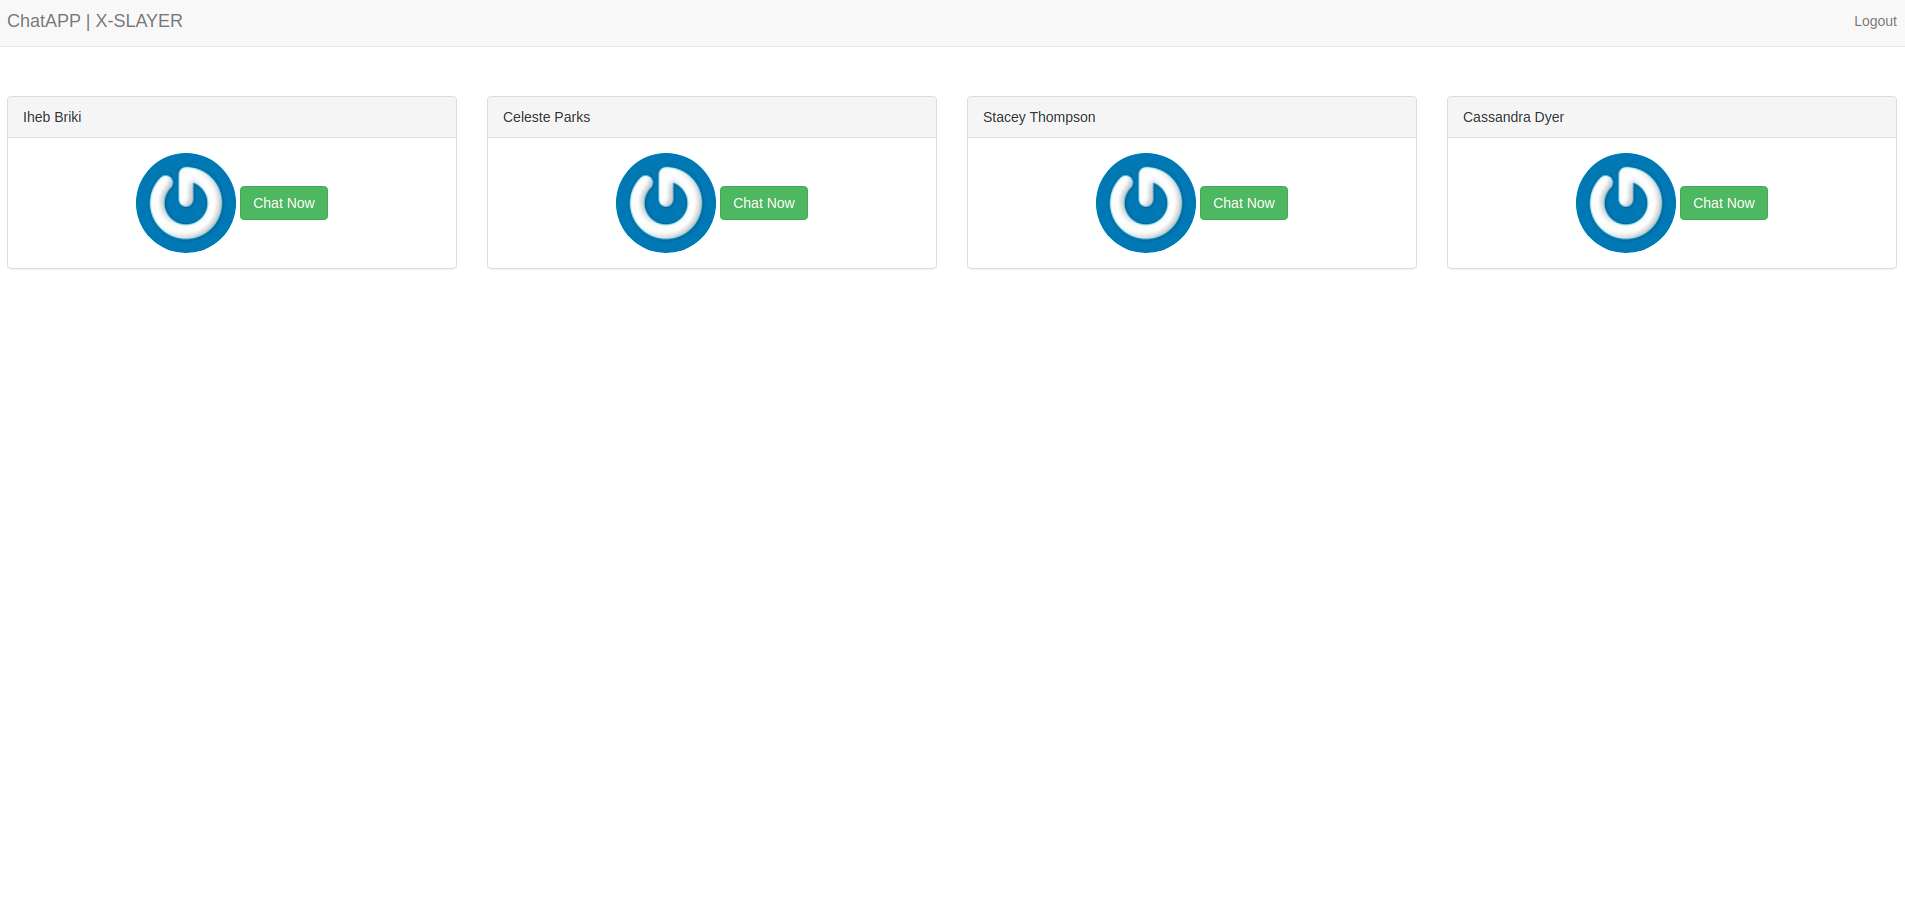 ChatAPP | X-SLAYER
Logout
Iheb Briki
Celeste Parks
Stacey Thompson
Cassandra Dyer
Chat Now
Chat Now
Chat Now
Chat Now